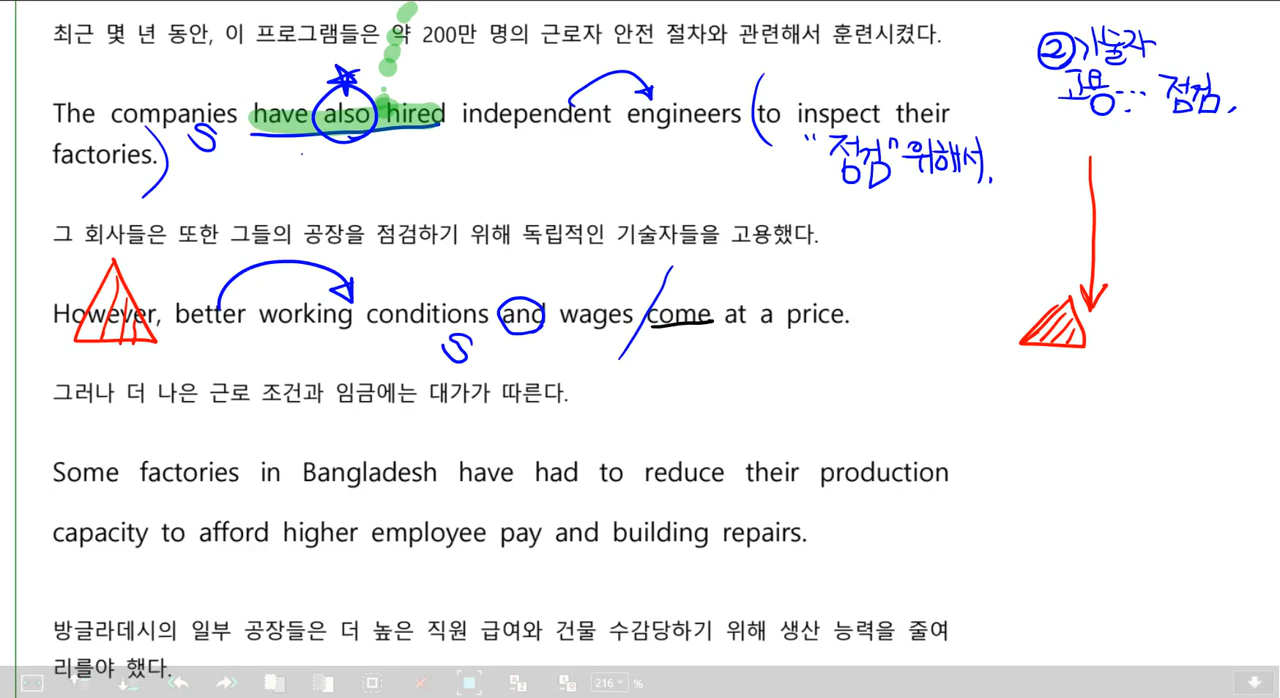 최근 몇 년 동안, 이 프로그램들은 약 200만 명의 근로자 안전 절차와 관련해서 훈련시켰다.
②기술자
고용... 점검.
The companies have also hired independent engineers (to inspect their
S
factories.)
"점검" 위해서.
그 회사들은 또한 그들의 공장을 점검하기 위해 독립적인 기술자들을 고용했다.
However, better working conditions and wages / come at a price.
S
그러나 더 나은 근로 조건과 임금에는 대가가 따른다.
Some factories in Bangladesh have had to reduce their production
capacity to afford higher employee pay and building repairs.
방글라데시의 일부 공장들은 더 높은 직원 급여와 건물 수감당하기 위해 생산 능력을 줄여
리를야 했다.
216 %